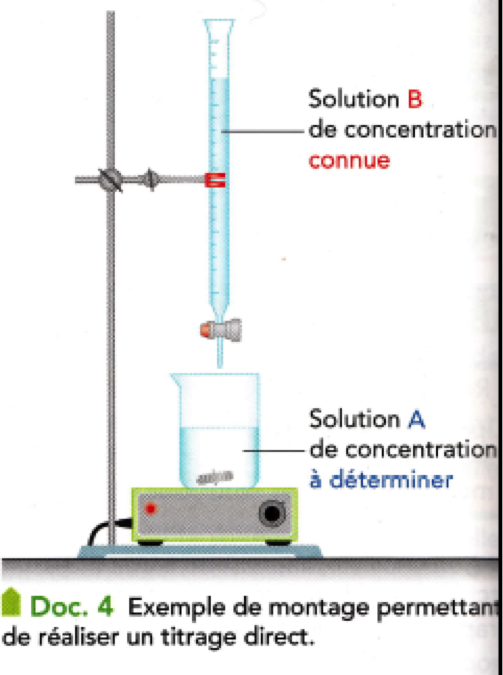 Solution B
de concentration
connue
Solution A
de concentration
à déterminer
Doc. 4 Exemple de montage permettant
de réaliser un titrage direct.